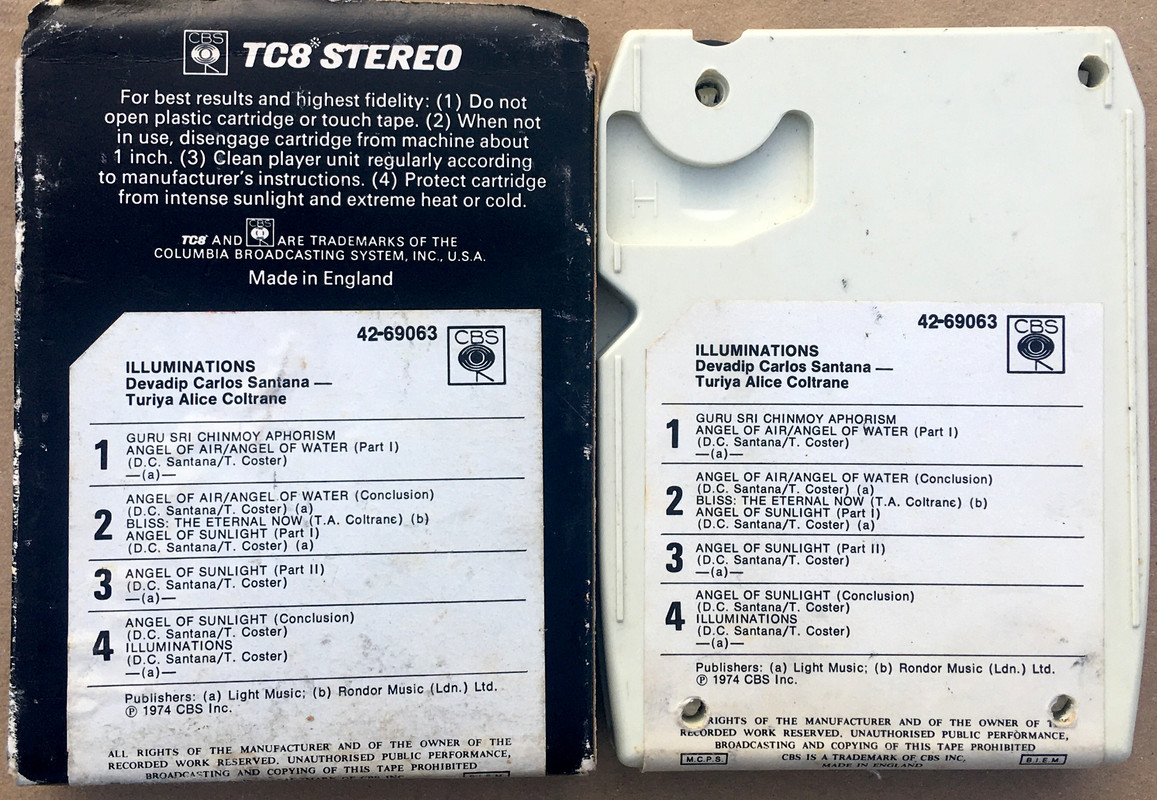 CBS
TC8* STEREO
For best results and highest fidelity: (1) Do not
open plastic cartridge or touch tape. (2) When not
in use, disengage cartridge from machine about
1 inch. (3) Clean player unit regularly according
to manufacturer's instructions. (4) Protect cartridge
from intense sunlight and extreme heat or cold.
TC8* AND CBS ARE TRADEMARKS OF THE
COLUMBIA BROADCASTING SYSTEM, INC., U.S.A.
Made in England
42-69063
CBS
ILLUMINATIONS
Devadip Carlos Santana —
Turiya Alice Coltrane
1 GURU SRI CHINMOY APHORISM
ANGEL OF AIR/ANGEL OF WATER (Part I)
(D.C. Santana/T. Coster)
—(a)—
2 ANGEL OF AIR/ANGEL OF WATER (Conclusion)
(D.C. Santana/T. Coster) (a)
BLISS: THE ETERNAL NOW (T.A. Coltrane) (b)
ANGEL OF SUNLIGHT (Part I)
(D.C. Santana/T. Coster) (a)
3 ANGEL OF SUNLIGHT (Part II)
(D.C. Santana/T. Coster)
—(a)—
4 ANGEL OF SUNLIGHT (Conclusion)
(D.C. Santana/T. Coster)
ILLUMINATIONS
(D.C. Santana/T. Coster)
—(a)—
Publishers: (a) Light Music; (b) Rondor Music (Ldn.) Ltd.
℗ 1974 CBS Inc.
ALL RIGHTS OF THE MANUFACTURER AND OF THE OWNER OF THE
RECORDED WORK RESERVED. UNAUTHORISED PUBLIC PERFORMANCE,
BROADCASTING AND COPYING OF THIS TAPE PROHIBITED
H
42-69063
CBS
ILLUMINATIONS
Devadip Carlos Santana —
Turiya Alice Coltrane
1 GURU SRI CHINMOY APHORISM
ANGEL OF AIR/ANGEL OF WATER (Part I)
(D.C. Santana/T. Coster)
—(a)—
2 ANGEL OF AIR/ANGEL OF WATER (Conclusion)
(D.C. Santana/T. Coster) (a)
BLISS: THE ETERNAL NOW (T.A. Coltrane) (b)
ANGEL OF SUNLIGHT (Part I)
(D.C. Santana/T. Coster) (a)
3 ANGEL OF SUNLIGHT (Part II)
(D.C. Santana/T. Coster)
—(a)—
4 ANGEL OF SUNLIGHT (Conclusion)
(D.C. Santana/T. Coster)
ILLUMINATIONS
(D.C. Santana/T. Coster)
—(a)—
Publishers: (a) Light Music; (b) Rondor Music (Ldn.) Ltd.
℗ 1974 CBS Inc.
RIGHTS OF THE MANUFACTURER AND OF THE OWNER OF
RECORDED WORK RESERVED. UNAUTHORISED PUBLIC PERFORMANCE,
BROADCASTING AND COPYING OF THIS TAPE PROHIBITED
M.C.P.S. CBS IS A TRADEMARK OF CBS INC, B.I.E.M.
MADE IN ENGLAND